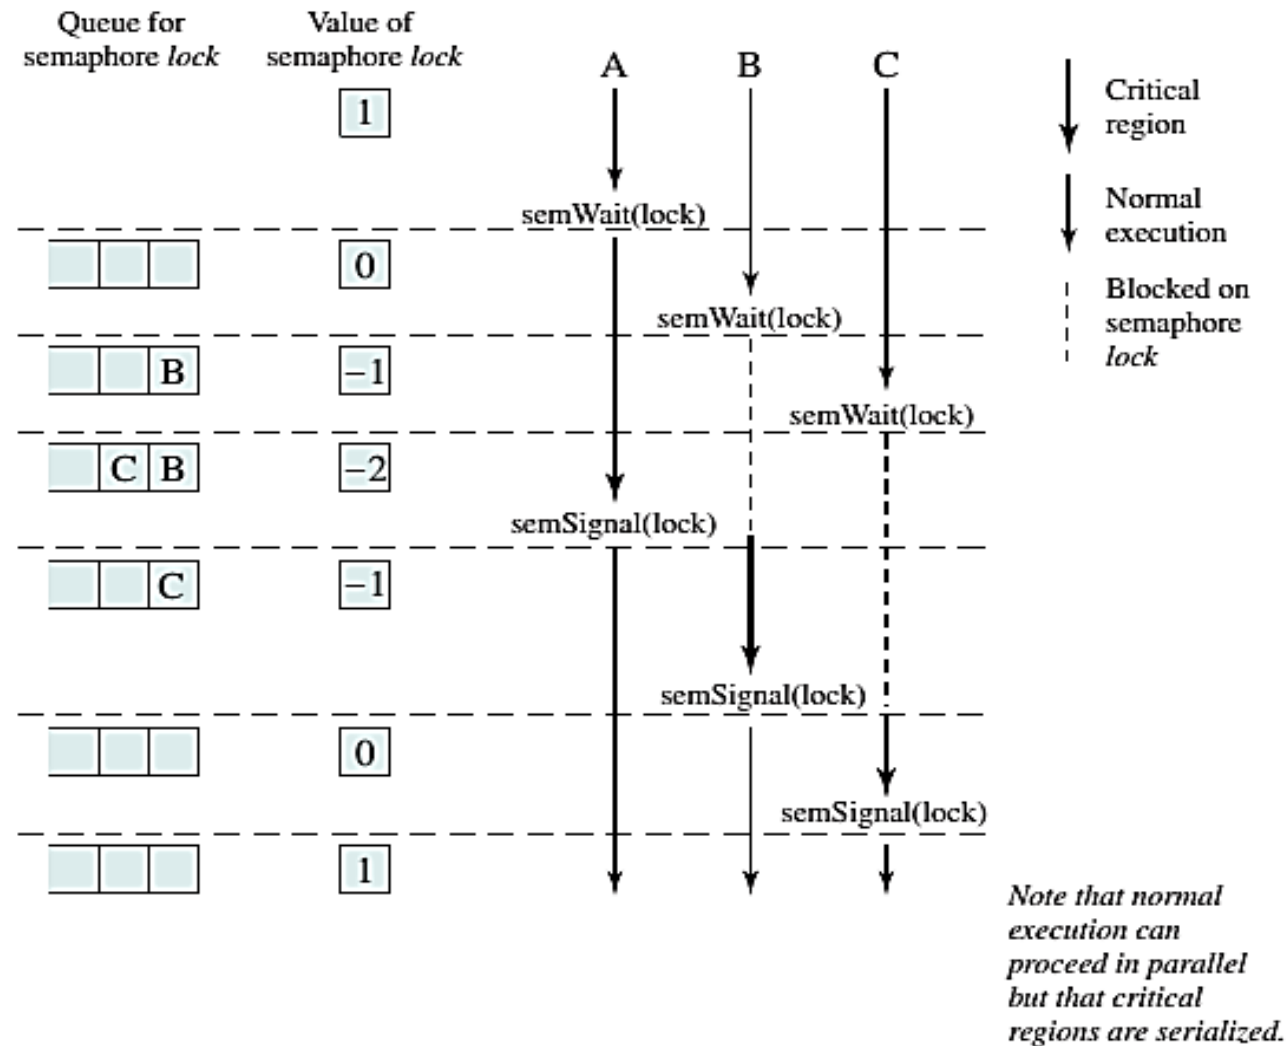 Queue for
semaphore lock
Value of
semaphore lock
A B C
1
Critical
region
Normal
execution
semWait(lock)
0
Blocked on
semaphore
lock
semWait(lock)
B −1
semWait(lock)
C B −2
semSignal(lock)
C −1
semSignal(lock)
0
semSignal(lock)
1
Note that normal
execution can
proceed in parallel
but that critical
regions are serialized.